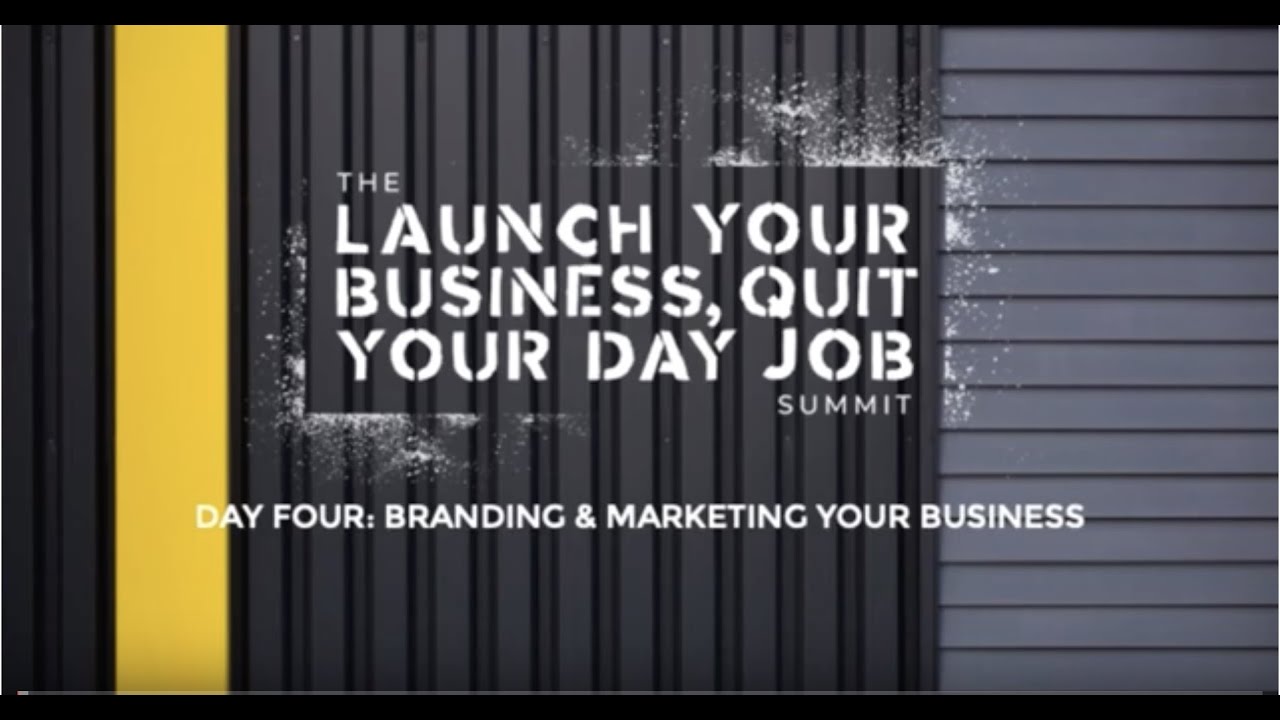 THE
LAUNCH YOUR
BUSINESS, QUIT
YOUR DAY JOB
SUMMIT
DAY FOUR: BRANDING & MARKETING YOUR BUSINESS